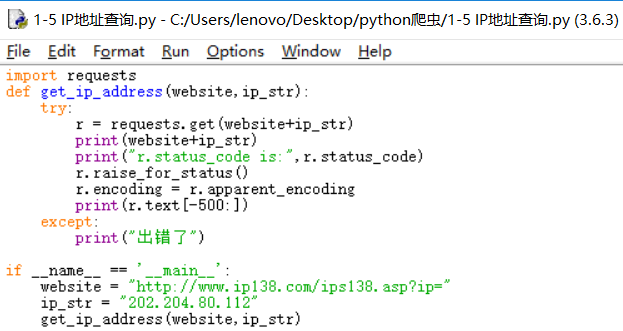 1-5 IP地址查询.py - C:/Users/lenovo/Desktop/python爬虫/1-5 IP地址查询.py (3.6.3)
File Edit Format Run Options Window Help
import requests
def get_ip_address(website,ip_str):
    try:
        r = requests.get(website+ip_str)
        print(website+ip_str)
        print("r.status_code is:",r.status_code)
        r.raise_for_status()
        r.encoding = r.apparent_encoding
        print(r.text[-500:])
    except:
        print("出错了")

if __name__ == '__main__':
    website = "http://www.ip138.com/ips138.asp?ip="
    ip_str = "202.204.80.112"
    get_ip_address(website,ip_str)